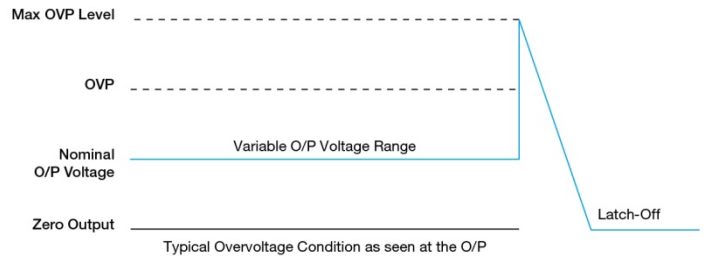 Max OVP Level
OVP
Variable O/P Voltage Range
Nominal
O/P Voltage
Zero Output
Latch-Off
Typical Overvoltage Condition as seen at the O/P